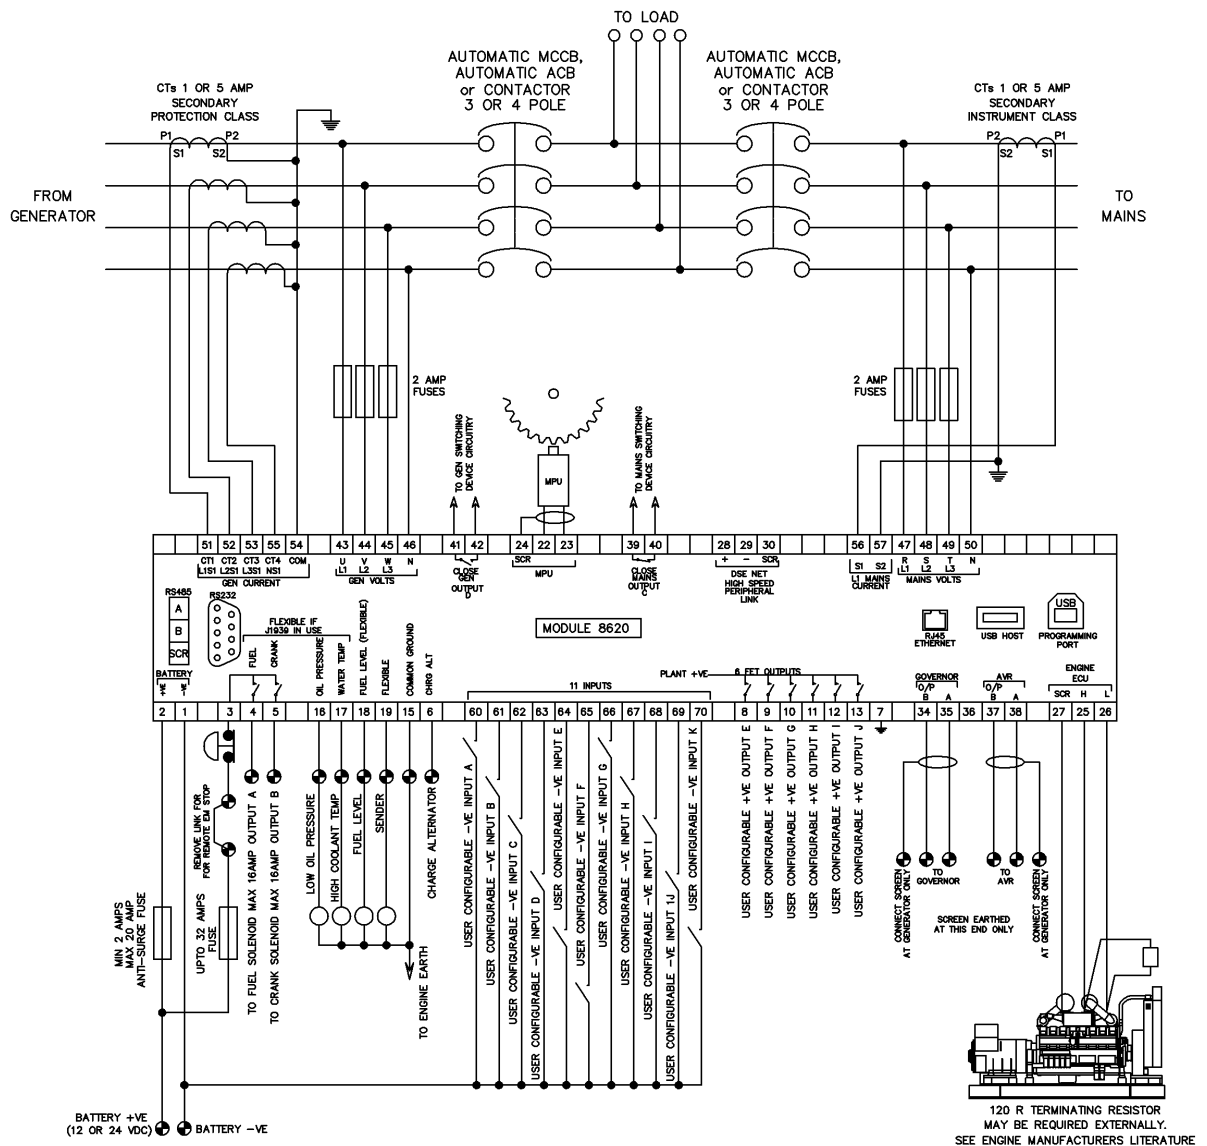 TO LOAD
AUTOMATIC MCCB,
AUTOMATIC ACB
or CONTACTOR
3 OR 4 POLE
AUTOMATIC MCCB,
AUTOMATIC ACB
or CONTACTOR
3 OR 4 POLE
CTs 1 OR 5 AMP
SECONDARY
PROTECTION CLASS
CTs 1 OR 5 AMP
SECONDARY
INSTRUMENT CLASS
P1 P2
S1 S2
P2 P1
S2 S1
FROM
GENERATOR
TO
MAINS
2 AMP
FUSES
2 AMP
FUSES
TO GEN SWITCHING
DEVICE CIRCUITRY
MPU
TO MAINS SWITCHING
DEVICE CIRCUITRY
51 52 53 55 54 43 44 45 46 41 42 24 22 23 39 40 28 29 30 56 57 47 48 49 50
CT1 CT2 CT3 CT4 COM
L1S1 L2S1 L3S1 NS1
GEN CURRENT
U V W N
L1 L2 L3
GEN VOLTS
CLOSE
GEN
OUTPUT
D
SCR
MPU
CLOSE
MAINS
OUTPUT
C
+ - SCR
DSE NET
HIGH SPEED
PERIPHERAL
LINK
S1 S2
L1 MAINS
CURRENT
R S T N
L1 L2 L3
MAINS VOLTS
RS485
A
B
SCR
RS232
FLEXIBLE IF
J1939 IN USE
MODULE 8620
RJ45
ETHERNET
USB HOST
USB
PROGRAMMING
PORT
BATTERY
+VE
-VE
FUEL
CRANK
OIL PRESSURE
WATER TEMP
FUEL LEVEL (FLEXIBLE)
FLEXIBLE
COMMON GROUND
CHRG ALT
11 INPUTS
PLANT +VE
6 FET OUTPUTS
GOVERNOR
O/P
B A
AVR
O/P
B A
ENGINE
ECU
SCR H L
2 1 3 4 5 16 17 18 19 15 6 60 61 62 63 64 65 66 67 68 69 70 8 9 10 11 12 13 7 34 35 36 37 38 27 25 26
REMOVE LINK FOR
FOR REMOTE EM STOP
MIN 2 AMPS
MAX 20 AMP
ANTI-SURGE FUSE
UPTO 32 AMPS
FUSE
TO FUEL SOLENOID MAX 16AMP OUTPUT A
TO CRANK SOLENOID MAX 16AMP OUTPUT B
LOW OIL PRESSURE
HIGH COOLANT TEMP
FUEL LEVEL
SENDER
TO ENGINE EARTH
CHARGE ALTERNATOR
USER CONFIGURABLE -VE INPUT A
USER CONFIGURABLE -VE INPUT B
USER CONFIGURABLE -VE INPUT C
USER CONFIGURABLE -VE INPUT D
USER CONFIGURABLE -VE INPUT E
USER CONFIGURABLE -VE INPUT F
USER CONFIGURABLE -VE INPUT G
USER CONFIGURABLE -VE INPUT H
USER CONFIGURABLE -VE INPUT I
USER CONFIGURABLE -VE INPUT IJ
USER CONFIGURABLE -VE INPUT K
USER CONFIGURABLE +VE OUTPUT E
USER CONFIGURABLE +VE OUTPUT F
USER CONFIGURABLE +VE OUTPUT G
USER CONFIGURABLE +VE OUTPUT H
USER CONFIGURABLE +VE OUTPUT I
USER CONFIGURABLE +VE OUTPUT J
CONNECT SCREEN
AT GENERATOR ONLY
TO
GOVERNOR
TO
AVR
CONNECT SCREEN
AT GENERATOR ONLY
SCREEN EARTHED
AT THIS END ONLY
BATTERY +VE
(12 OR 24 VDC)
BATTERY -VE
120 R TERMINATING RESISTOR
MAY BE REQUIRED EXTERNALLY.
SEE ENGINE MANUFACTURERS LITERATURE